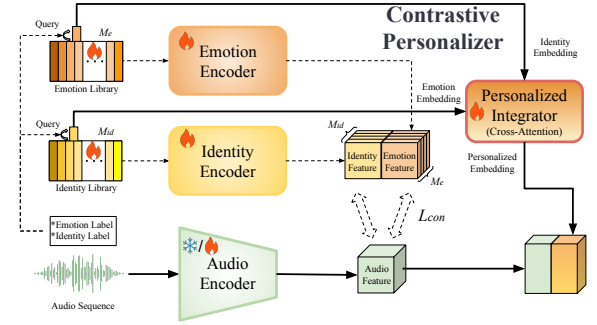 Contrastive
Personalizer
Query
Me
...
Emotion Library
Emotion
Encoder
Identity
Embedding
Emotion
Embedding
Personalized
Integrator
(Cross-Attention)
Query
Mid
...
Identity Library
Identity
Encoder
Mid
Identity
Feature
Emotion
Feature
Me
Personalized
Embedding
*Emotion Label
*Identity Label
Lcon
/
Audio
Encoder
Audio
Feature
Audio Sequence